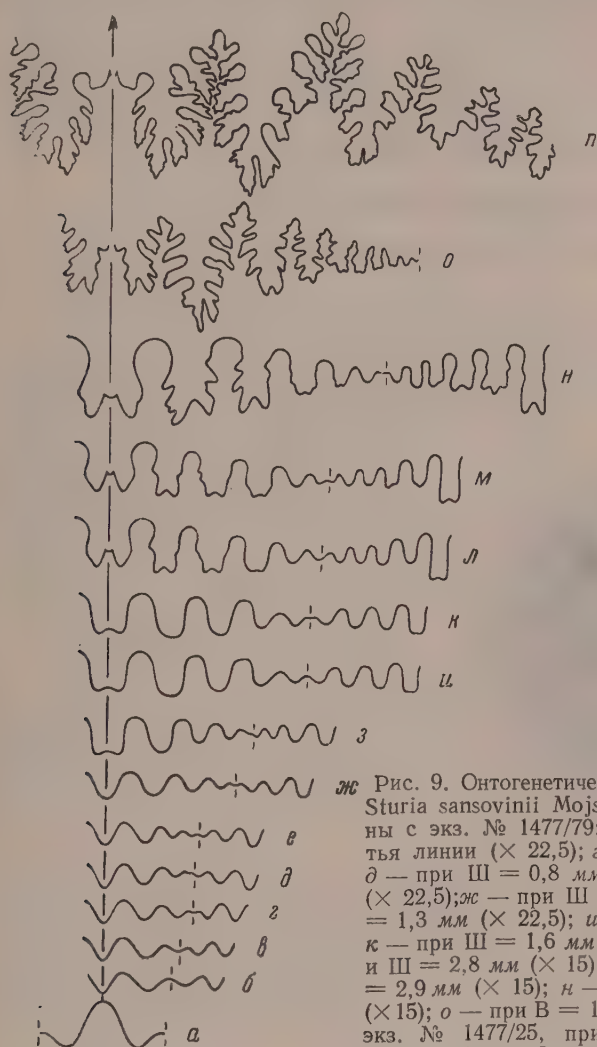 п
о
н
м
л
к
и
з
ж
е
д
г
в
б
а
Рис. 9. Онтогенетиче
Sturia sansovinii Mojs
ны с экз. № 1477/79:
тья линии (× 22,5);
д — при Ш = 0,8 мм
(× 22,5); ж — при Ш
= 1,3 мм (× 22,5); и
к — при Ш = 1,6 мм
и Ш = 2,8 мм (× 15)
= 2,9 мм (× 15); н —
(×15); о — при В = 1
экз. № 1477/25, при